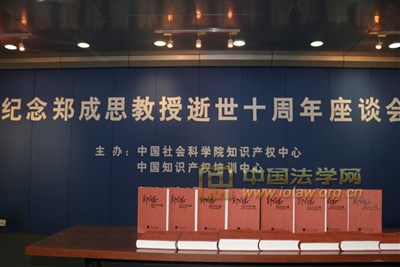 纪念郑成思教授逝世十周年座谈会
主办：中国社会科学院知识产权中心
中国知识产权培训中心
中国法学网
www.iolaw.org.cn